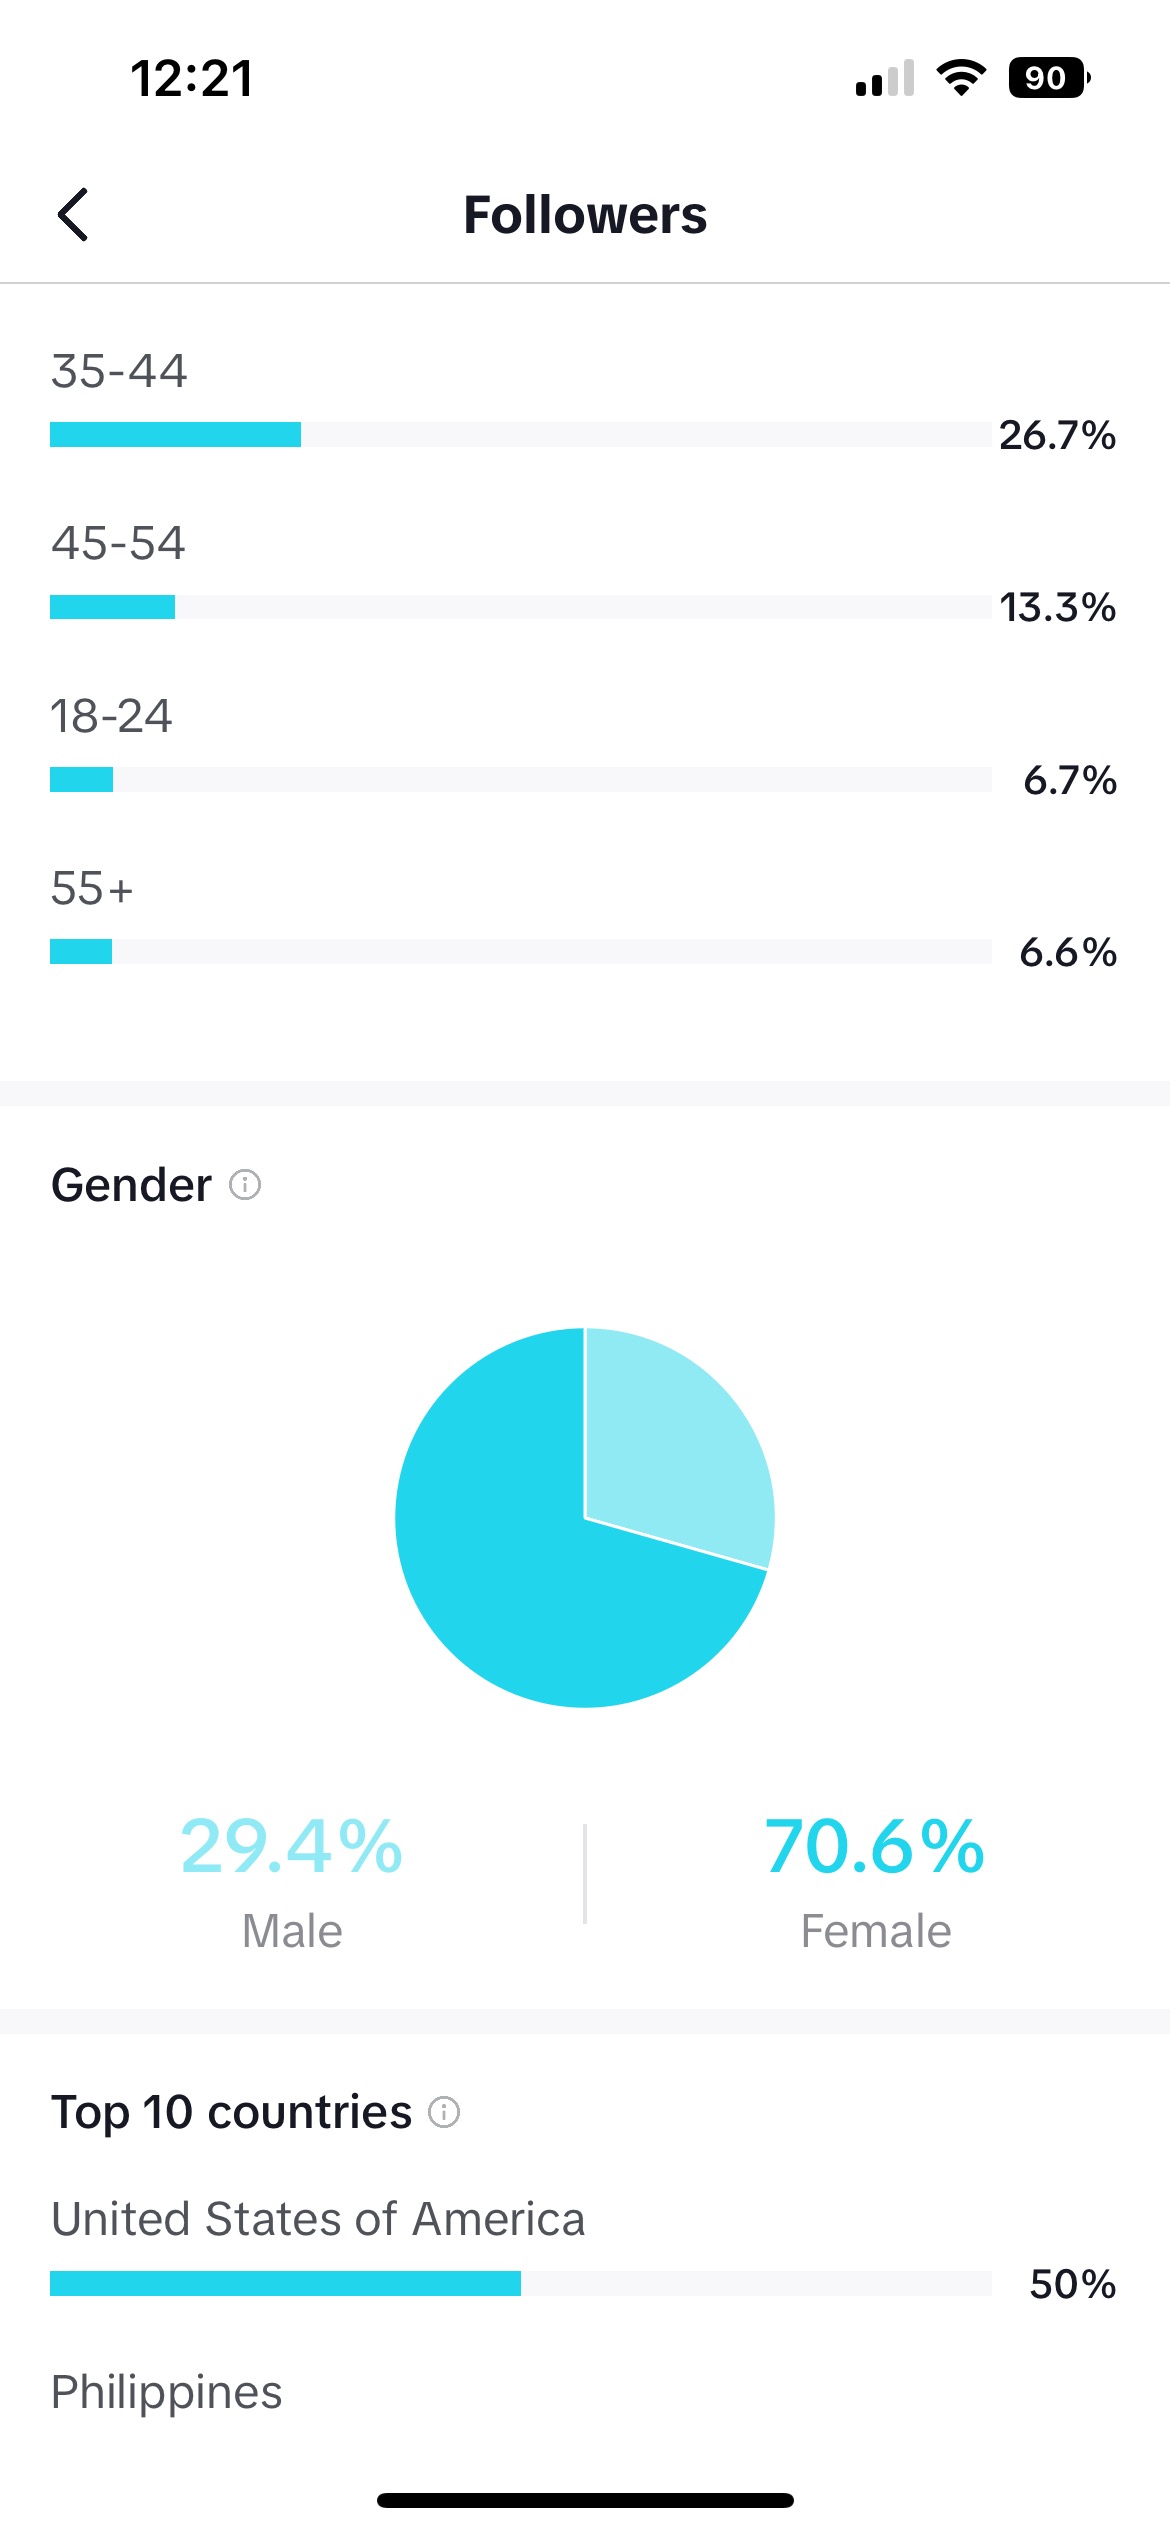 12:21
90
Followers
35-44
26.7%
45-54
13.3%
18-24
6.7%
55+
6.6%
Gender
29.4%
70.6%
Male
Female
Top 10 countries
United States of America
50%
Philippines